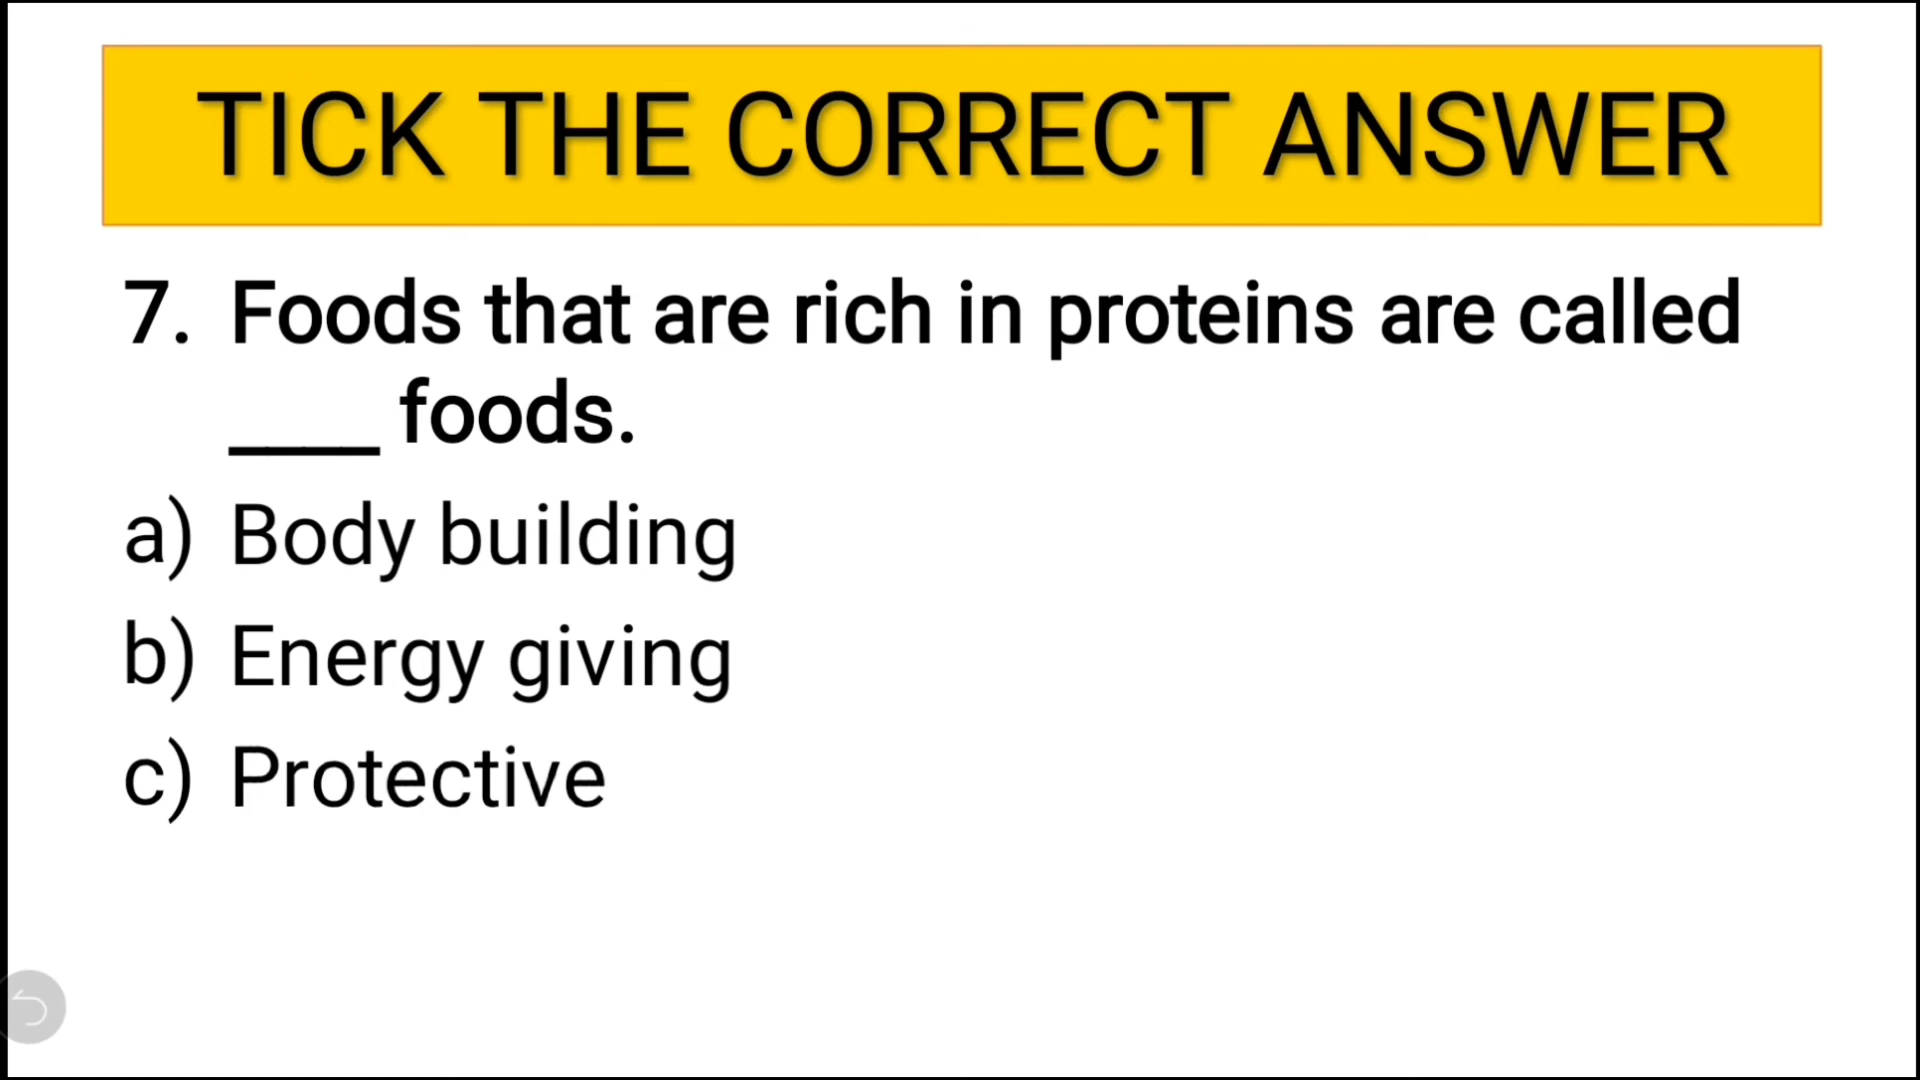 TICK THE CORRECT ANSWER
7. Foods that are rich in proteins are called
____ foods.
a) Body building
b) Energy giving
c) Protective